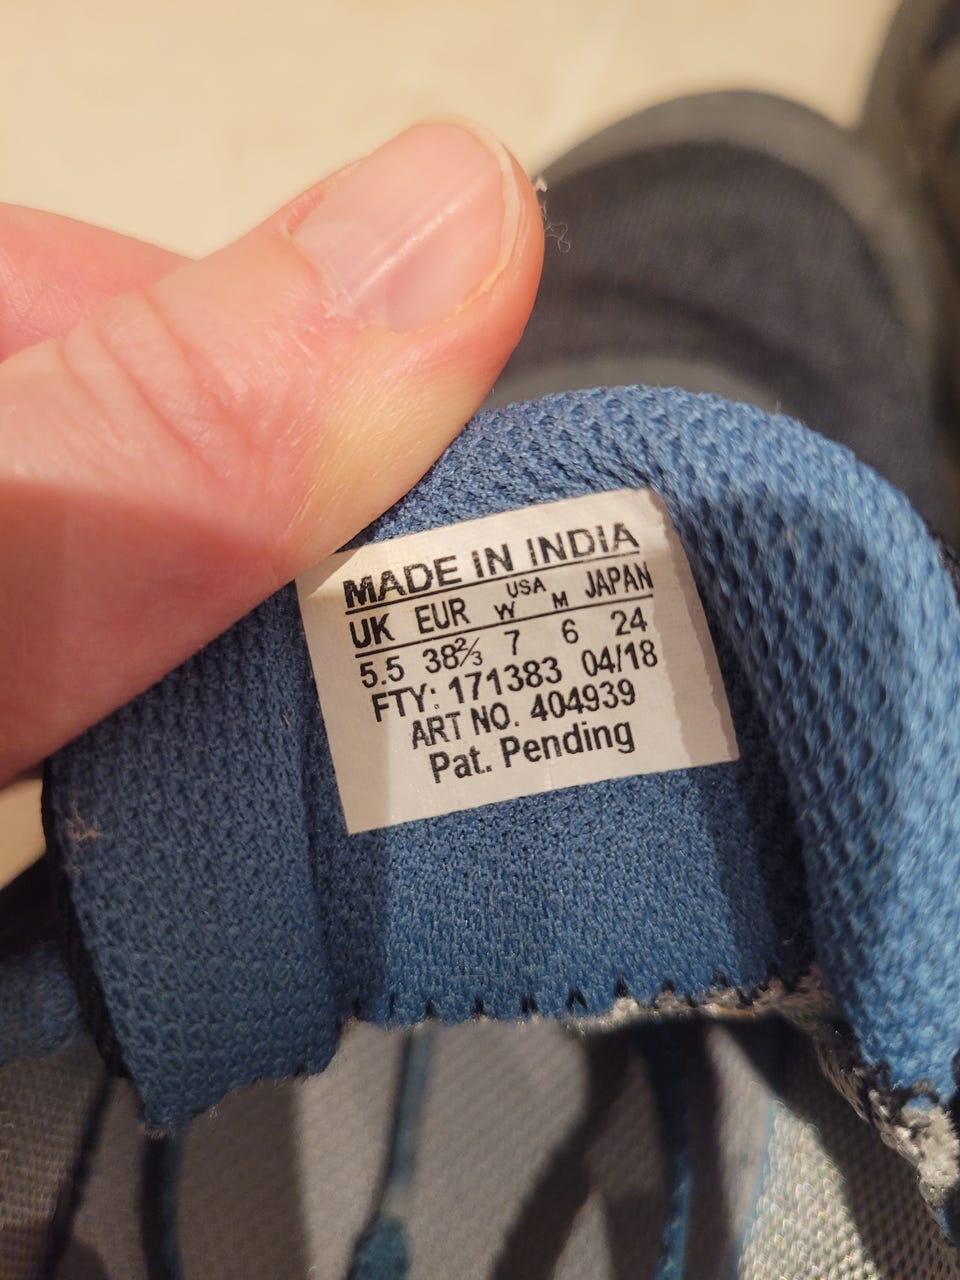 MADE IN INDIA
UK EUR USA W M JAPAN
5.5 38⅔ 7 6 24
FTY: 171383 04/18
ART NO. 404939
Pat. Pending